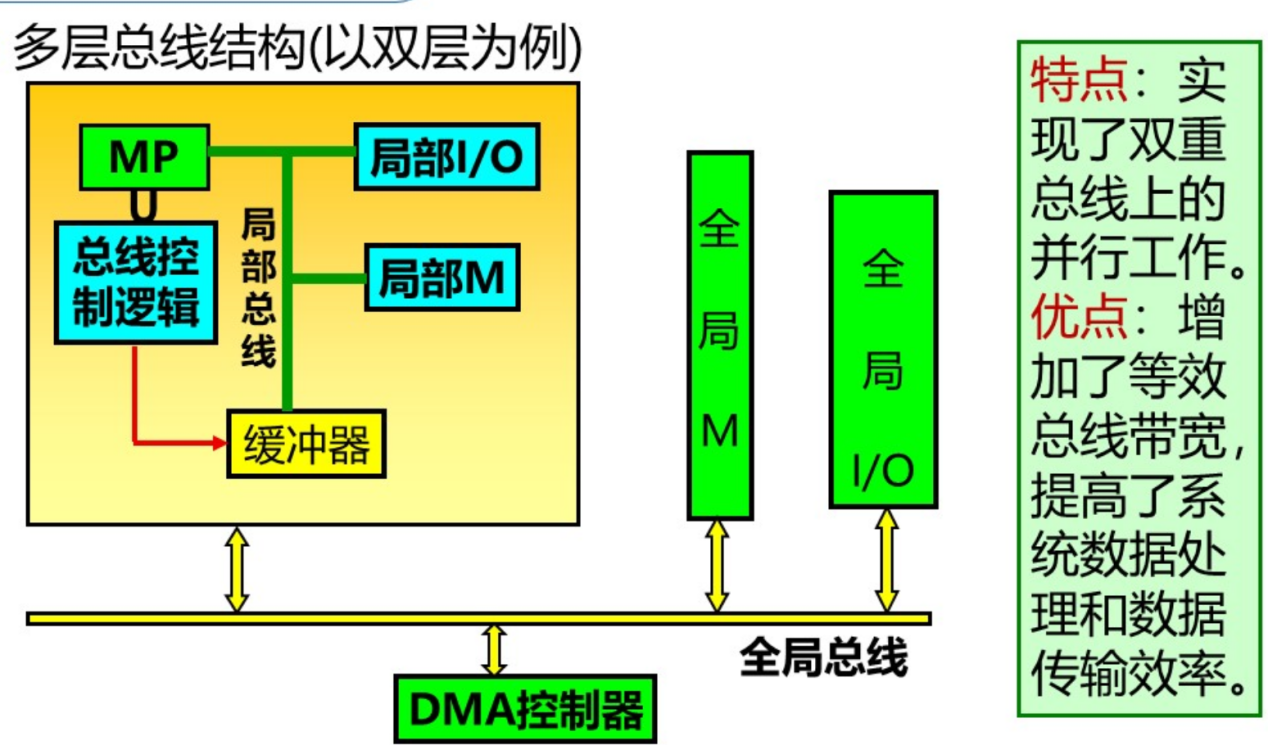 多层总线结构(以双层为例)
MP
U
局部I/O
总线控
制逻辑
局
部
总
线
局部M
缓冲器
全
局
M
全
局
I/O
全局总线
DMA控制器
特点：实
现了双重
总线上的
并行工作。
优点：增
加了等效
总线带宽，
提高了系
统数据处
理和数据
传输效率。